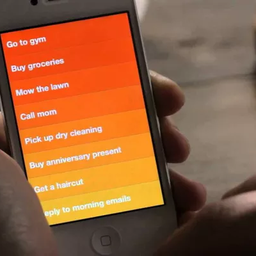 Go to gym
Buy groceries
Mow the lawn
Call mom
Pick up dry cleaning
Buy anniversary present
Get a haircut
eply to morning emails